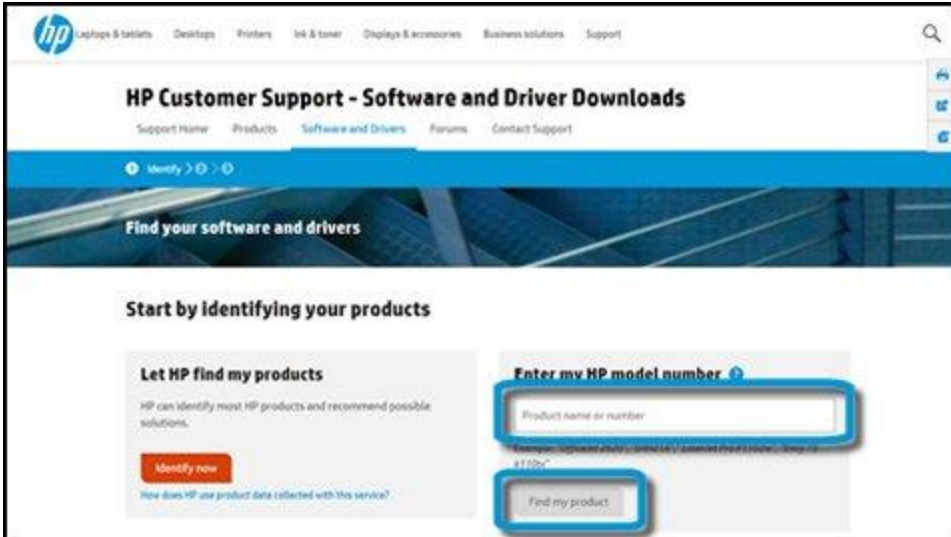 hp
Laptops & tablets Desktops Printers Ink & toner Displays & accessories Business solutions Support
HP Customer Support - Software and Driver Downloads
Support Home Products Software and Drivers Forums Contact Support
Identify
Find your software and drivers
Start by identifying your products
Let HP find my products
HP can identify most HP products and recommend possible
solutions.
Identify now
How does HP use product data collected with this service?
Enter my HP model number
Product name or number
Find my product